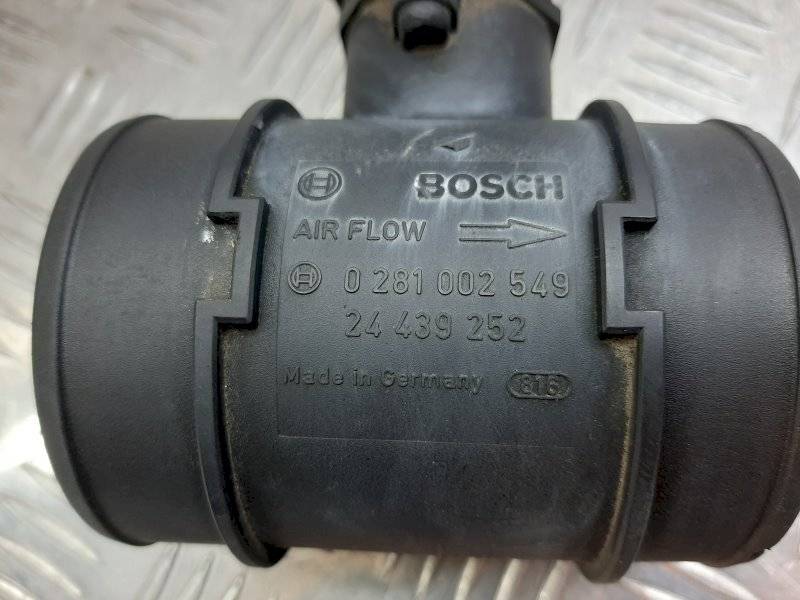 BOSCH
AIR FLOW
0 281 002 549
24 439 252
Made in Germany 816